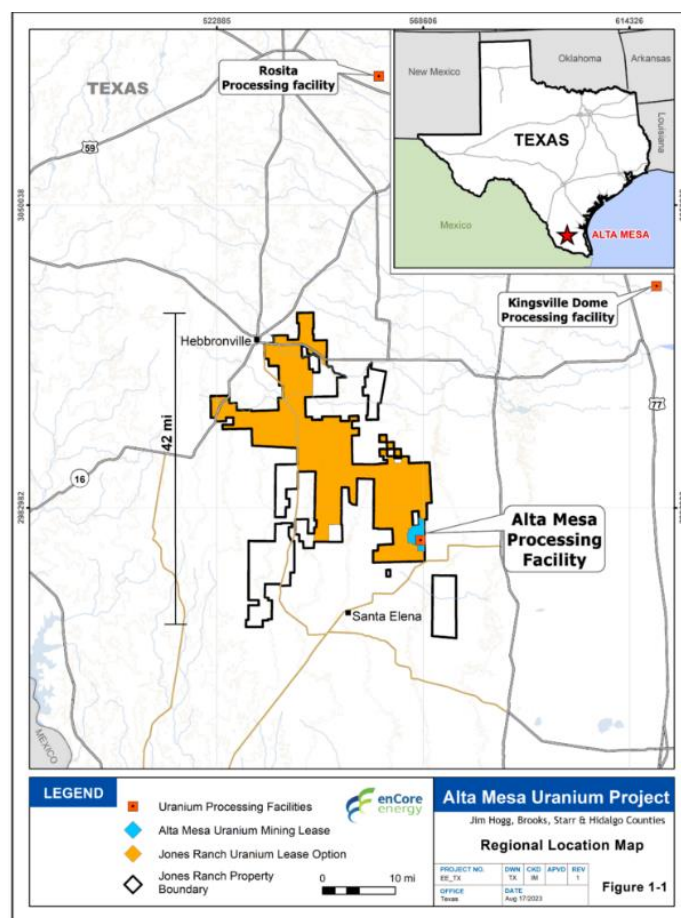 522885
568606
614326
TEXAS
Rosita
Processing facility
59
3050038
New Mexico
Oklahoma
Arkansas
Louisiana
TEXAS
Mexico
ALTA MESA
Kingsville Dome
Processing facility
Hebbronville
42 mi
77
16
2982982
Alta Mesa
Processing
Facility
Santa Elena
MEXICO
LEGEND
Uranium Processing Facilities
Alta Mesa Uranium Mining Lease
Jones Ranch Uranium Lease Option
Jones Ranch Property
Boundary
0 10 mi
enCore
energy
Alta Mesa Uranium Project
Jim Hogg, Brooks, Starr & Hidalgo Counties
Regional Location Map
PROJECT NO. DWN CKD APVD REV
EE_TX TX IM 1
OFFICE DATE
Texas Aug 17/2023
Figure 1-1